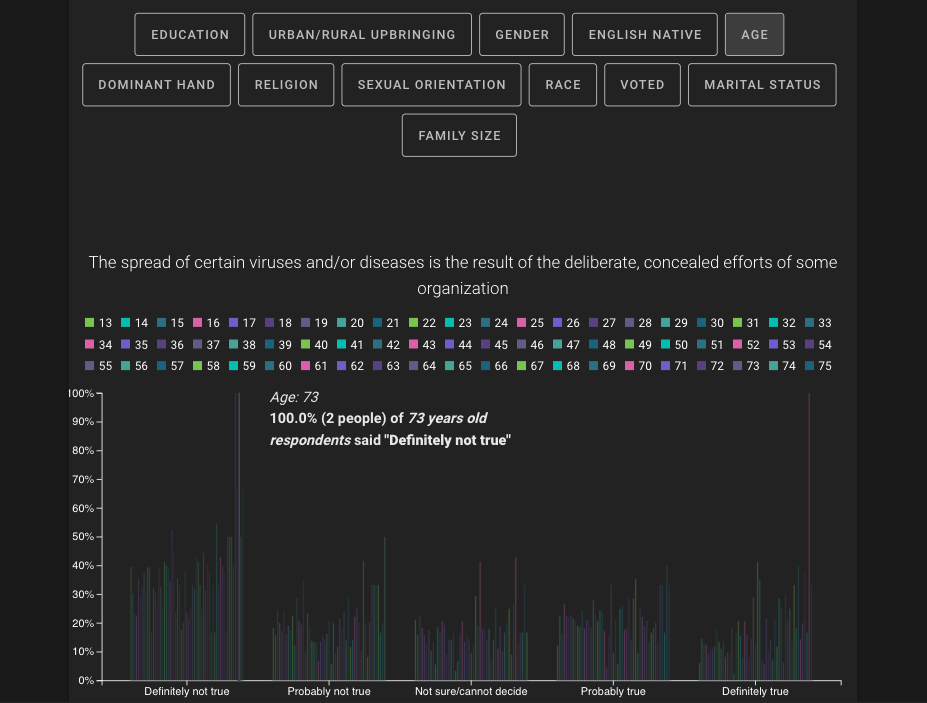 EDUCATION URBAN/RURAL UPBRINGING GENDER ENGLISH NATIVE AGE
DOMINANT HAND RELIGION SEXUAL ORIENTATION RACE VOTED MARITAL STATUS
FAMILY SIZE
The spread of certain viruses and/or diseases is the result of the deliberate, concealed efforts of some
organization
13 14 15 16 17 18 19 20 21 22 23 24 25 26 27 28 29 30 31 32 33
34 35 36 37 38 39 40 41 42 43 44 45 46 47 48 49 50 51 52 53 54
55 56 57 58 59 60 61 62 63 64 65 66 67 68 69 70 71 72 73 74 75
Age: 73
100.0% (2 people) of 73 years old
respondents said "Definitely not true"
100%
90%
80%
70%
60%
50%
40%
30%
20%
10%
0%
Definitely not true Probably not true Not sure/cannot decide Probably true Definitely true